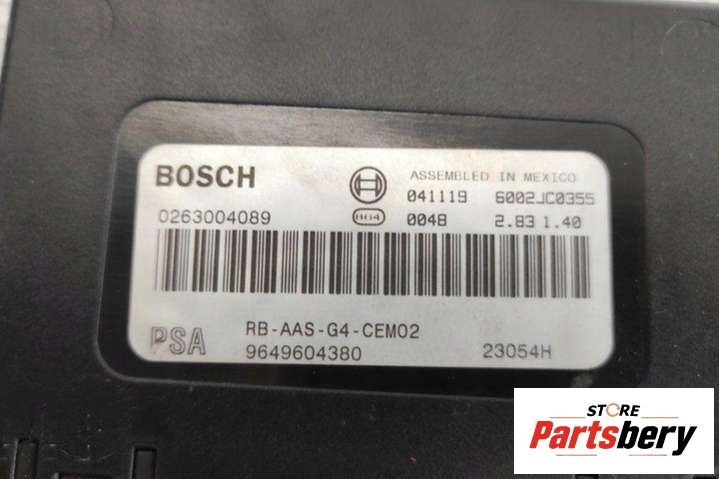 BOSCH
ASSEMBLED IN MEXICO
041119 6002JC0355
0263004089
0048 2.83 1.40
PSA
RB-AAS-G4-CEM02
9649604380
23054H
STORE
Partsbery